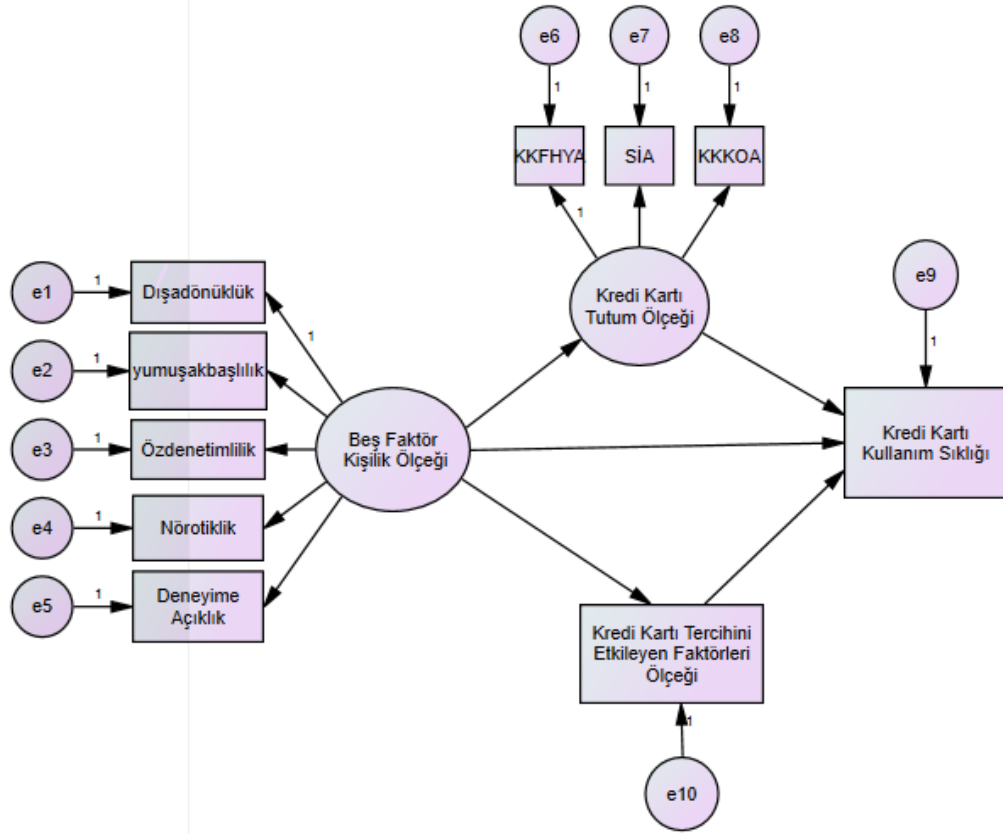 e6
e7
e8
1
1
1
KKFHYA
SİA
KKKOA
1
e9
1
Kredi Kartı
Tutum Ölçeği
e1
1
Dışadönüklük
1
e2
1
yumuşakbaşlılık
e3
1
Özdenetimlilik
e4
1
Nörotiklik
e5
1
Deneyime
Açıklık
Beş Faktör
Kişilik Ölçeği
Kredi Kartı
Kullanım Sıklığı
Kredi Kartı Tercihini
Etkileyen Faktörleri
Ölçeği
1
e10